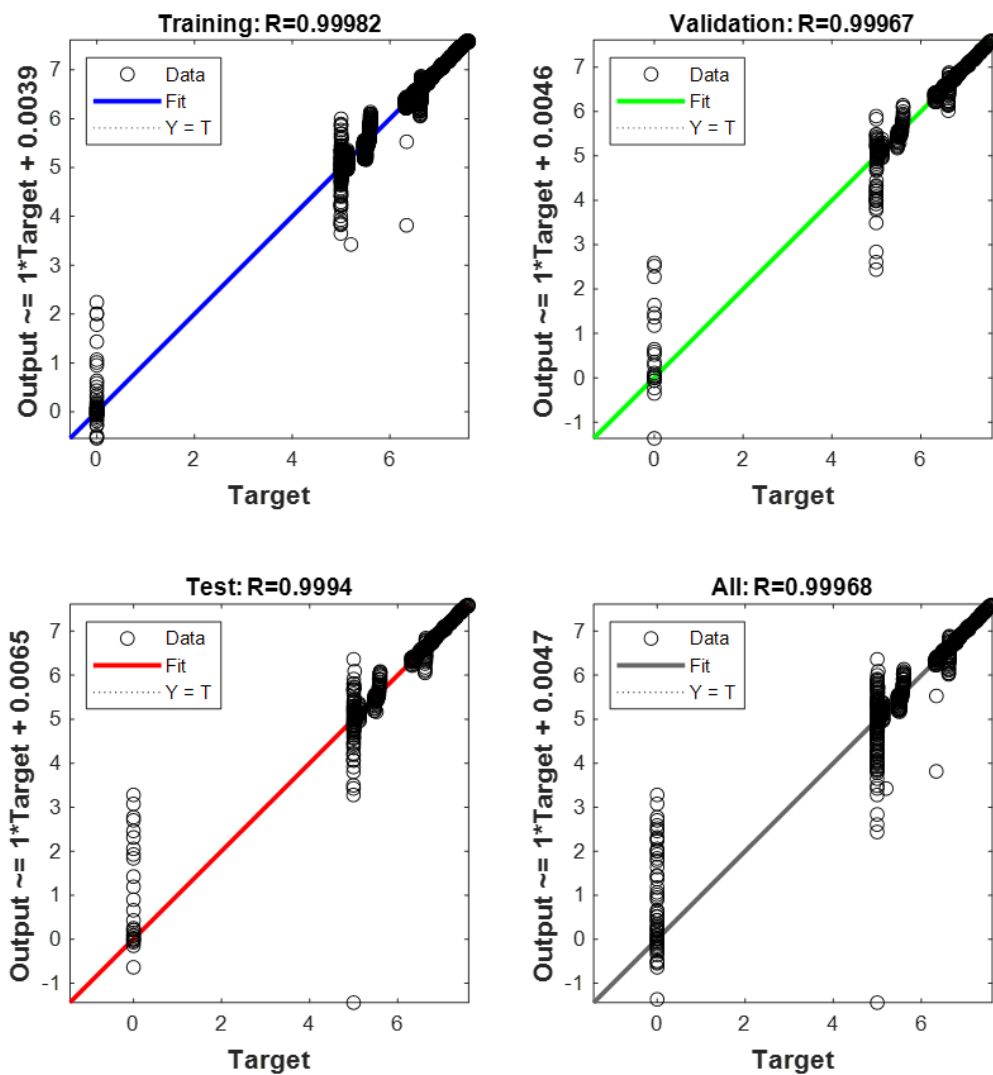 Training: R=0.99982
Output ~= 1*Target + 0.0039
7
6
5
4
3
2
1
0
Data
Fit
Y = T
0
2
4
6
Target
Validation: R=0.99967
Output ~= 1*Target + 0.0046
7
6
5
4
3
2
1
0
-1
Data
Fit
Y = T
0
2
4
6
Target
Test: R=0.9994
Output ~= 1*Target + 0.0065
7
6
5
4
3
2
1
0
-1
Data
Fit
Y = T
0
2
4
6
Target
All: R=0.99968
Output ~= 1*Target + 0.0047
7
6
5
4
3
2
1
0
-1
Data
Fit
Y = T
0
2
4
6
Target